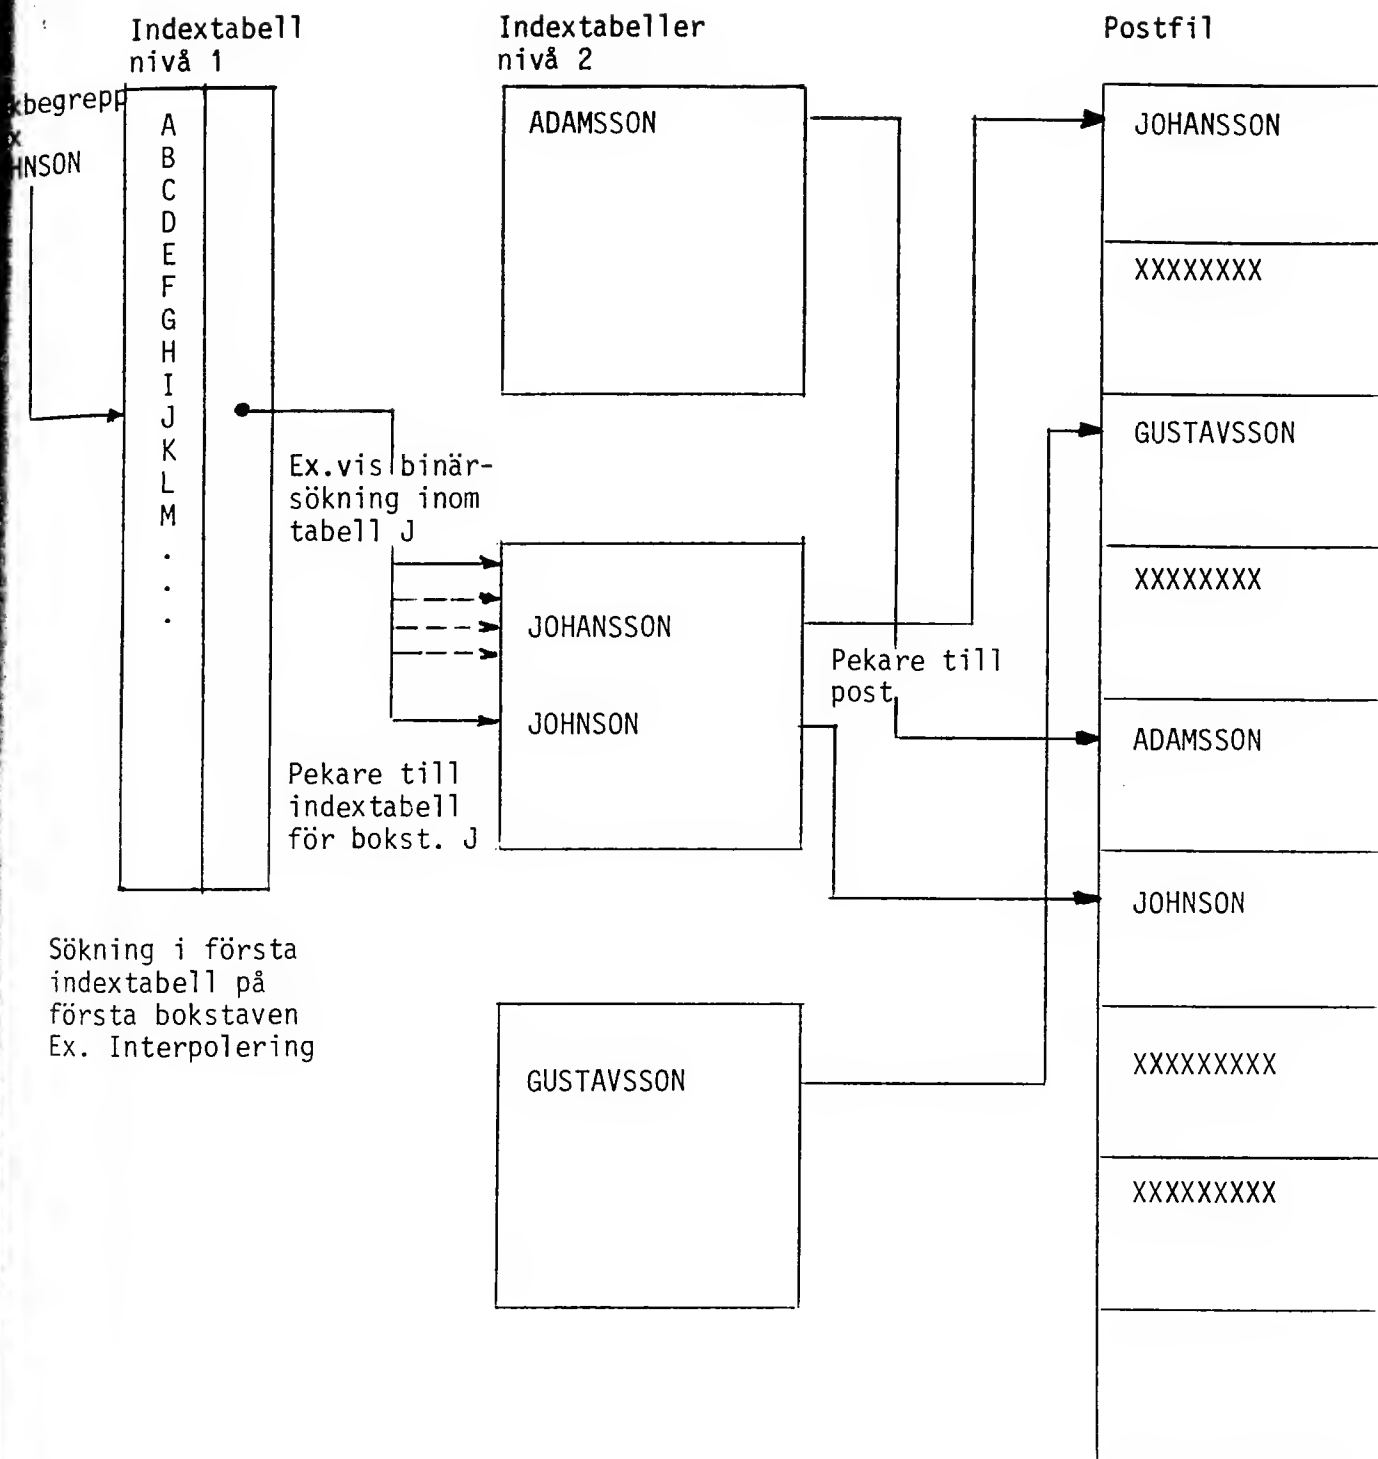 Indextabell
nivå 1
Indextabeller
nivå 2
Postfil
kbegrepp
x
HNSON
A
B
C
D
E
F
G
H
I
J
K
L
M
.
.
.
Ex.vis binär-
sökning inom
tabell J
Pekare till
indextabell
för bokst. J
Sökning i första
indextabell på
första bokstaven
Ex. Interpolering
ADAMSSON
JOHANSSON
JOHNSON
GUSTAVSSON
Pekare till
post
JOHANSSON
XXXXXXXX
GUSTAVSSON
XXXXXXXX
ADAMSSON
JOHNSON
XXXXXXXXX
XXXXXXXXX